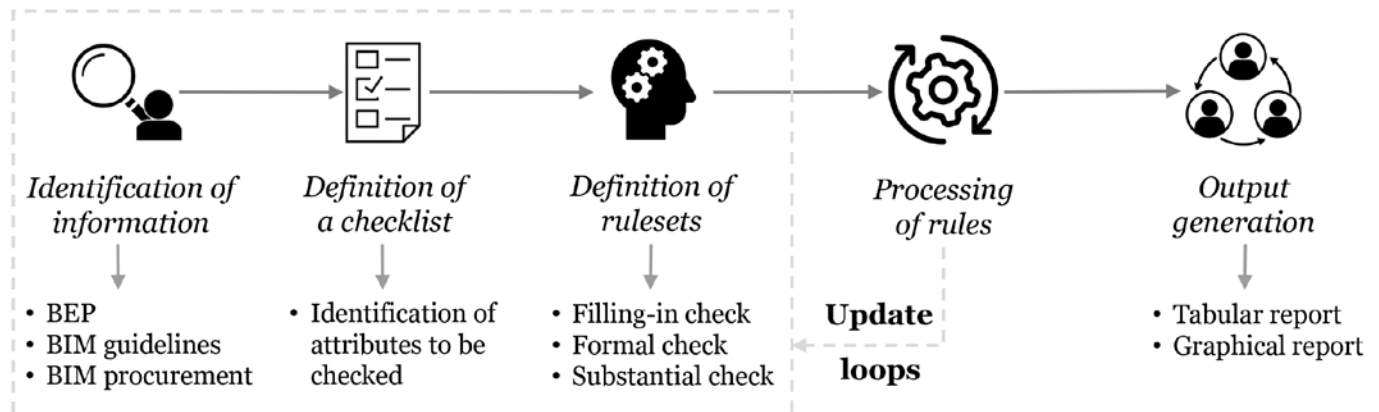 Identification of
information
Definition of
a checklist
Definition of
rulesets
Processing
of rules
Output
generation
• BEP
• BIM guidelines
• BIM procurement
• Identification of
attributes to be
checked
• Filling-in check
• Formal check
• Substantial check
Update
loops
• Tabular report
• Graphical report